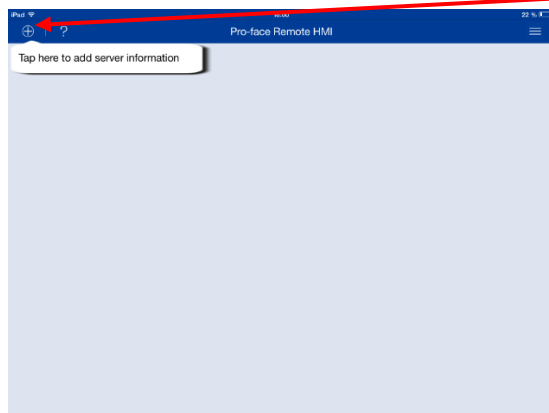 iPad
22 %
?
Pro-face Remote HMI
Tap here to add server information